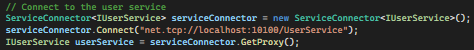 // Connect to the user service
ServiceConnector<IUserService> serviceConnector = new ServiceConnector<IUserService>();
serviceConnector.Connect("net.tcp://localhost:10100/UserService");
IUserService userService = serviceConnector.GetProxy();